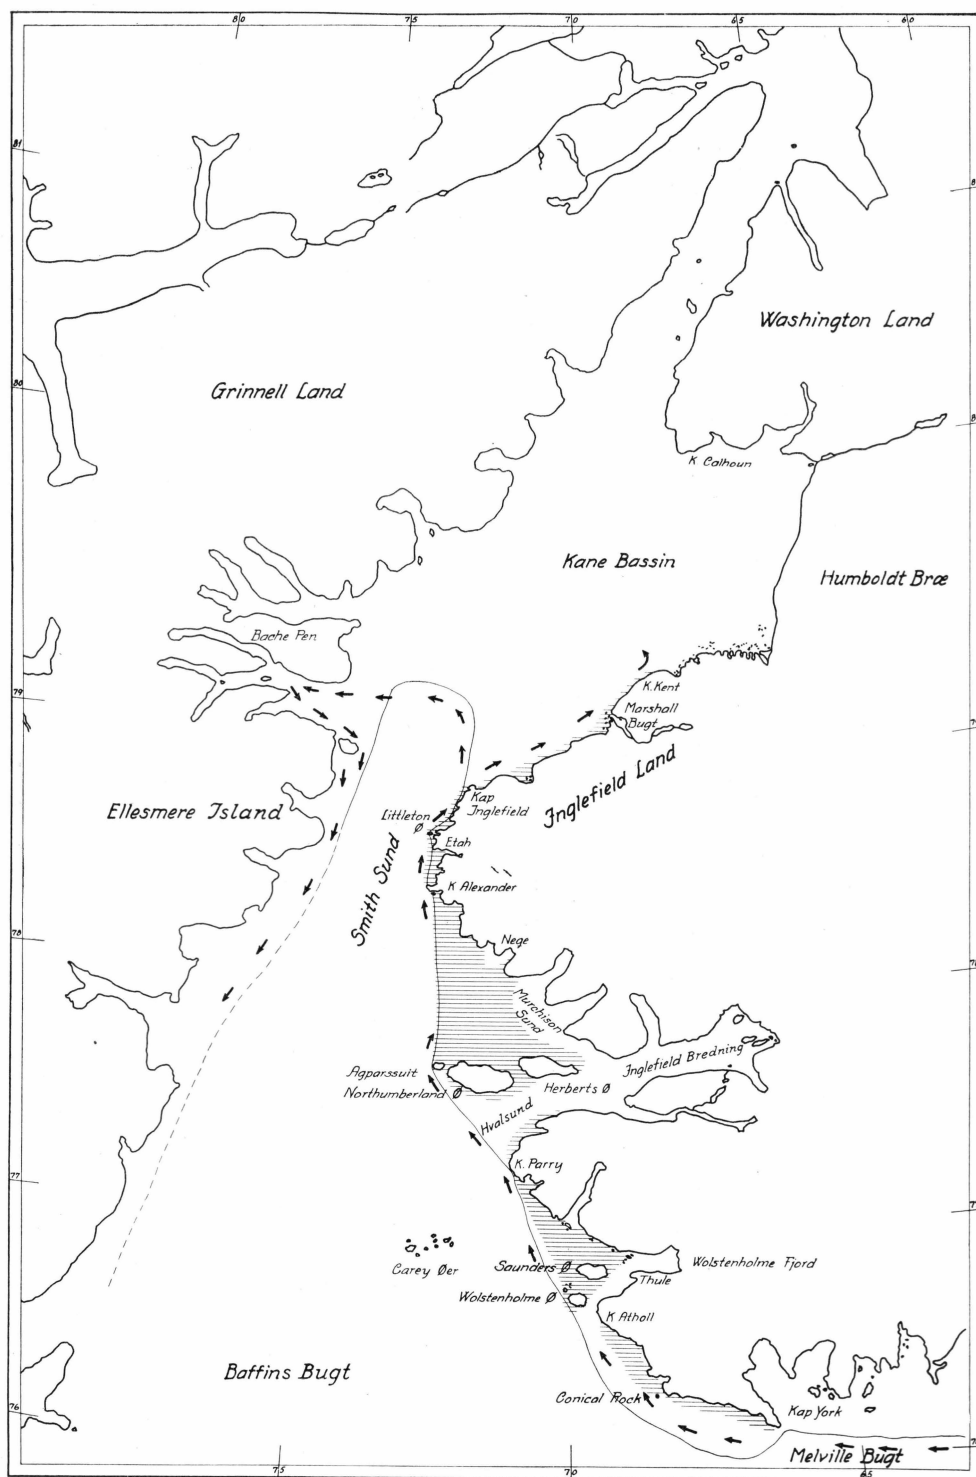 80 75 70 65 60
81
Washington Land
80
Grinnell Land
K Calhoun
Kane Bassin
Humboldt Bræ
Bache Pen.
79
K. Kent
Marshall
Bugt
Inglefield Land
Kap
Inglefield
Ellesmere Island
Littleton
Ø
Etah
Smith Sund
K Alexander
78
Nege
Murchison
Sund
Inglefield Bredning
Agparssuit
Northumberland Ø
Herberts Ø
Hvalsund
K. Parry
77
Carey Øer
Saunders Ø
Wolstenholme Fjord
Thule
Wolstenholme Ø
K Atholl
Baffins Bugt
Conical Rock
Kap York
76
Melville Bugt
75 70 65